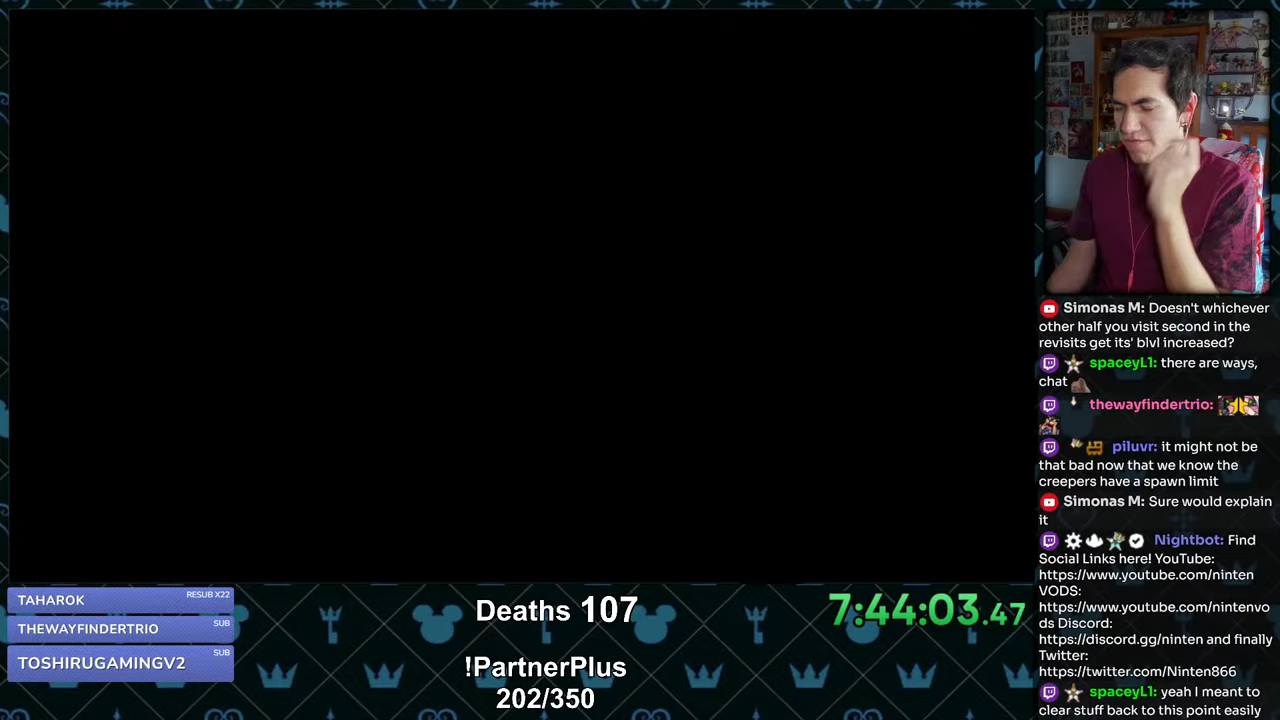 Simonas M: Doesn't whichever
other half you visit second in the
revisits get its' blvl increased?
spaceyL1: there are ways,
chat
thewayfindertrio:
piluvr: it might not be
that bad now that we know the
creepers have a spawn limit
Simonas M: Sure would explain
it
Nightbot: Find
Social Links here! YouTube:
https://www.youtube.com/ninten
VODS:
https://www.youtube.com/nintenvo
ds Discord:
https://discord.gg/ninten and finally
Twitter:
https://twitter.com/Ninten866
spaceyL1: yeah I meant to
clear stuff back to this point easily
TAHAROK RESUB X22
THEWAYFINDERTRIO SUB
TOSHIRUGAMINGV2 SUB
Deaths 107
!PartnerPlus
202/350
7:44:03.47